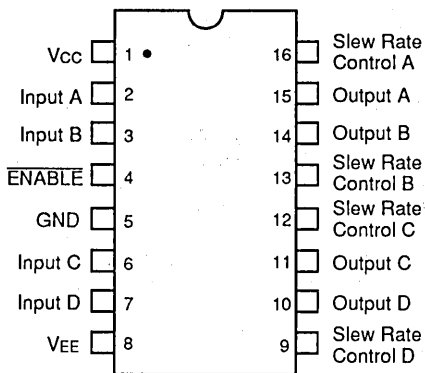 Vcc 1 16 Slew Rate
Control A
Input A 2 15 Output A
Input B 3 14 Output B
ENABLE 4 13 Slew Rate
Control B
GND 5 12 Slew Rate
Control C
Input C 6 11 Output C
Input D 7 10 Output D
VEE 8 9 Slew Rate
Control D